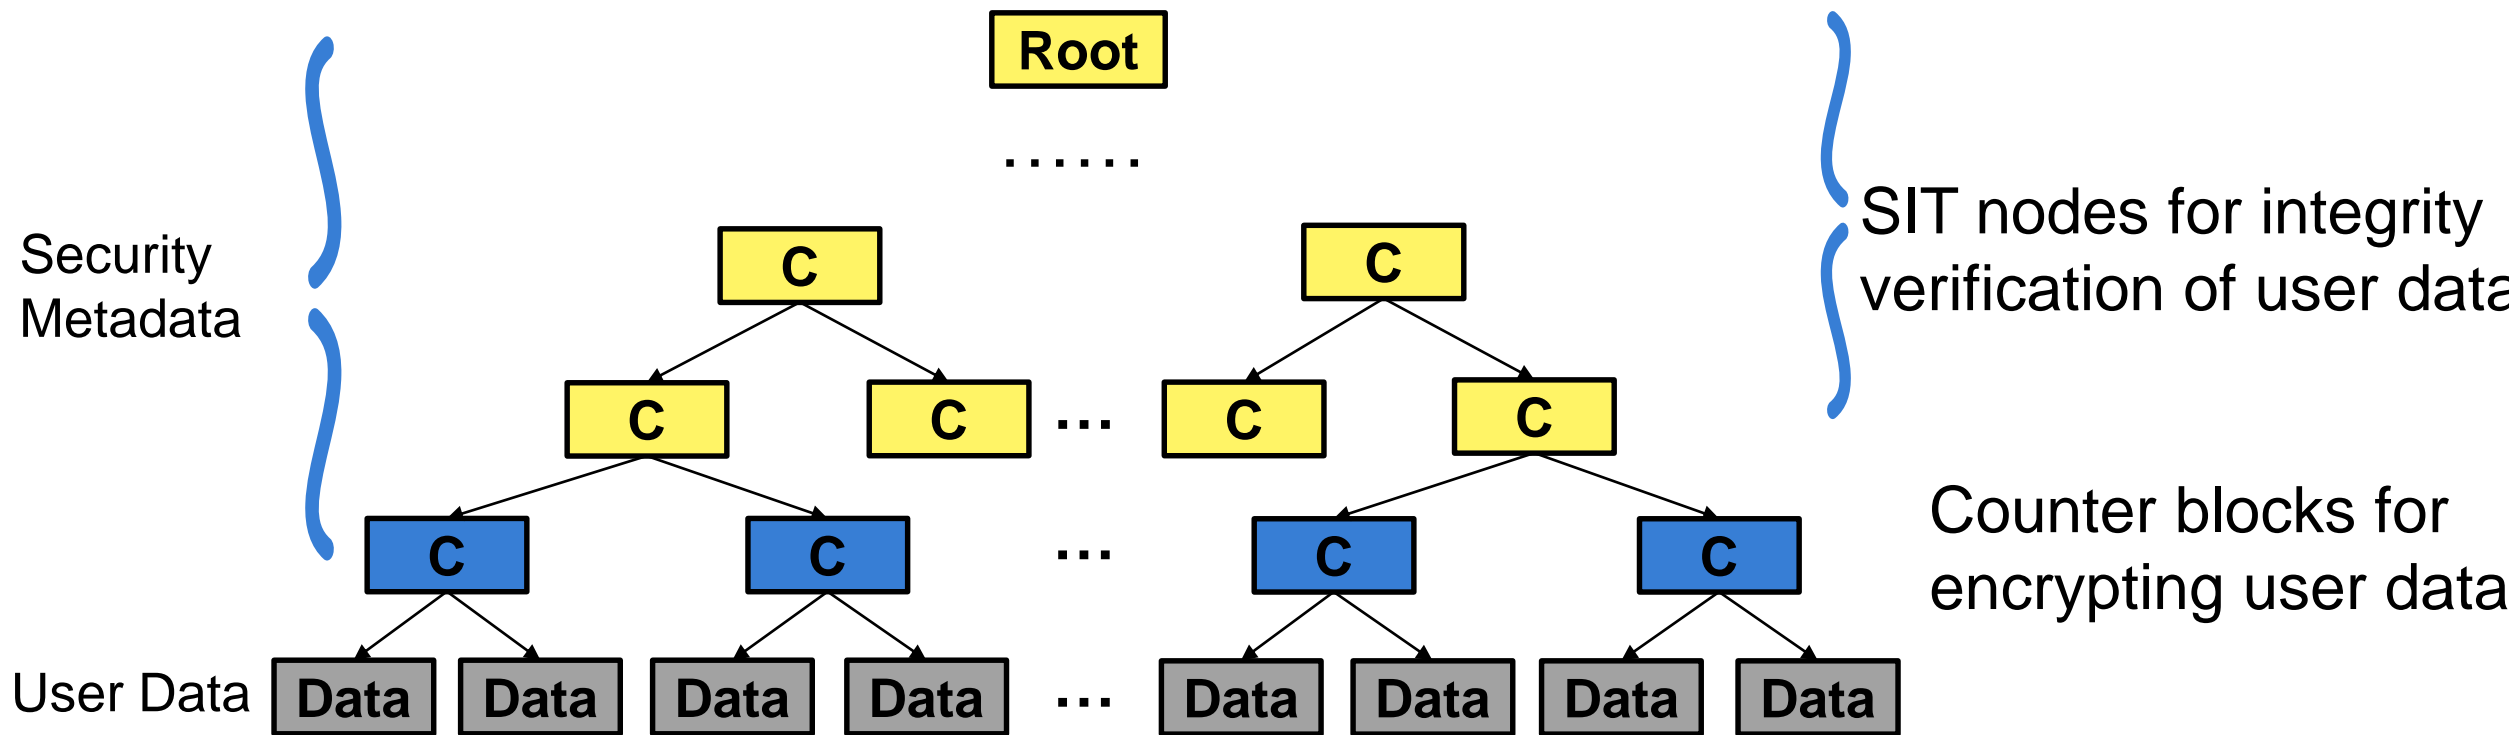 Root
.......
Security
Metadata
SIT nodes for integrity
verification of user data
C C
C C ... C C
Counter blocks for
encrypting user data
C C ... C C
User Data
Data Data Data Data ... Data Data Data Data